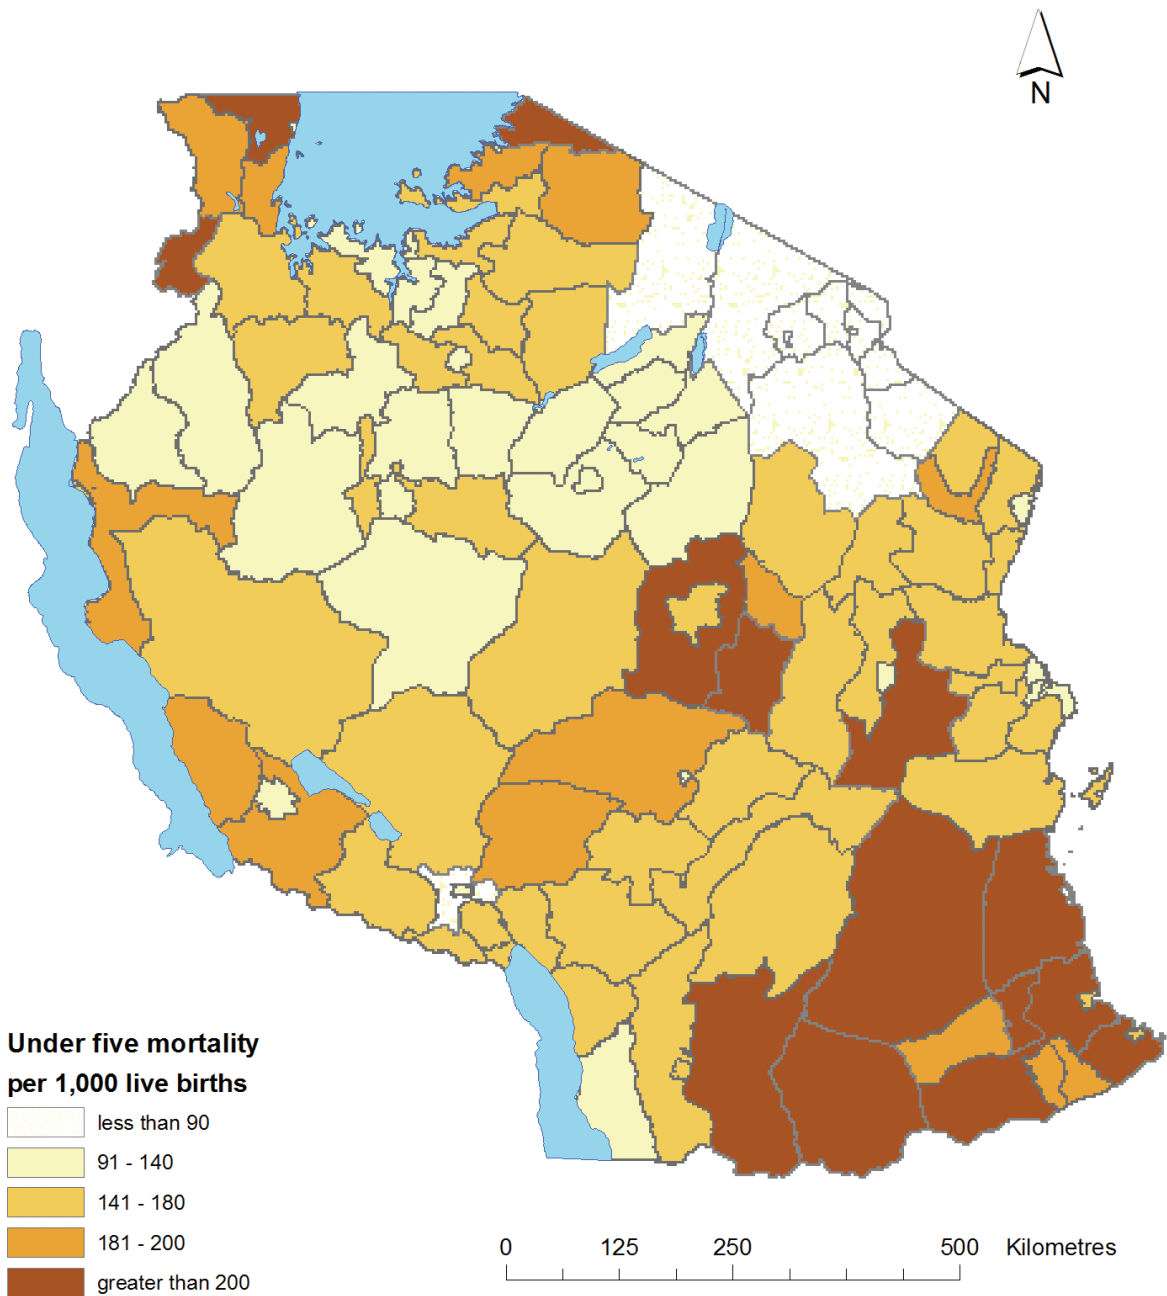 N
Under five mortality
per 1,000 live births
less than 90
91 - 140
141 - 180
181 - 200
greater than 200
0 125 250 500 Kilometres